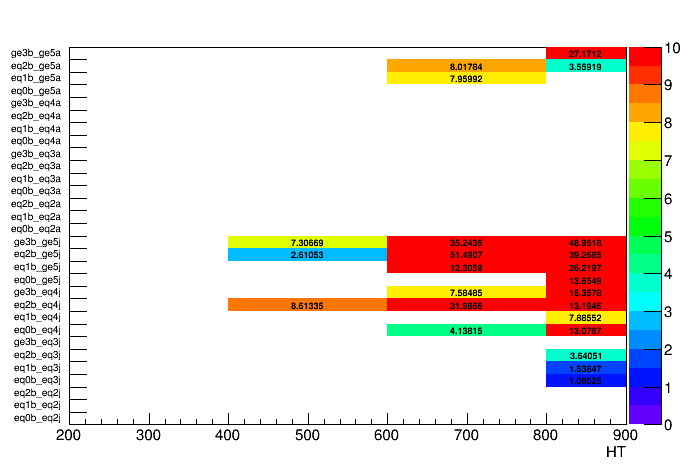 ge3b_ge5a 27.1712 10
eq2b_ge5a 8.01784 3.55919
eq1b_ge5a 7.95992 9
eq0b_ge5a
ge3b_eq4a
eq2b_eq4a 8
eq1b_eq4a
eq0b_eq4a
ge3b_eq3a 7
eq2b_eq3a
eq1b_eq3a
eq0b_eq3a 6
eq2b_eq2a
eq1b_eq2a
eq0b_eq2a 5
ge3b_ge5j 7.30669 35.2435 48.9518
eq2b_ge5j 2.61053 51.4907 39.2685
eq1b_ge5j 12.3059 26.2197
eq0b_ge5j 13.6549 4
ge3b_eq4j 7.58485 15.3578
eq2b_eq4j 8.61335 31.9866 13.1946
eq1b_eq4j 7.88552 3
eq0b_eq4j 4.13815 13.0767
ge3b_eq3j
eq2b_eq3j 3.64051 2
eq1b_eq3j 1.53847
eq0b_eq3j 1.06025
eq2b_eq2j 1
eq1b_eq2j
eq0b_eq2j 0
200 300 400 500 600 700 800 900
HT